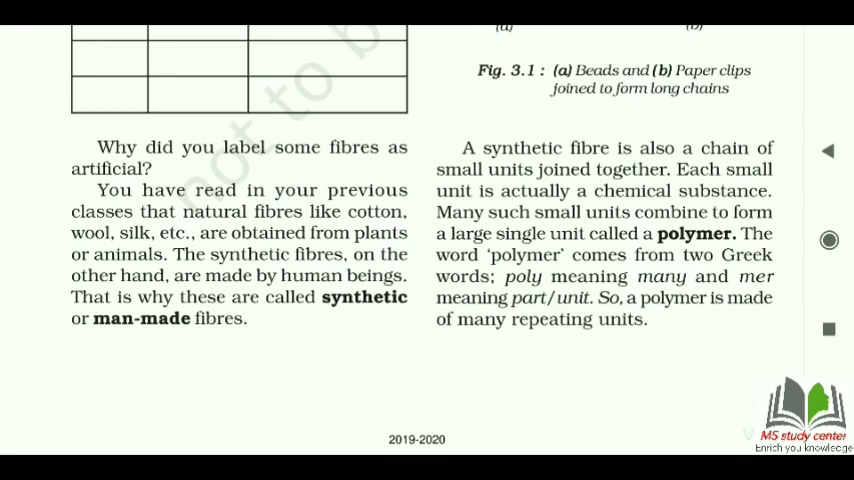 (a)
(b)
Fig. 3.1 : (a) Beads and (b) Paper clips
joined to form long chains
not to b
Why did you label some fibres as
artificial?
You have read in your previous
classes that natural fibres like cotton,
wool, silk, etc., are obtained from plants
or animals. The synthetic fibres, on the
other hand, are made by human beings.
That is why these are called synthetic
or man-made fibres.
A synthetic fibre is also a chain of
small units joined together. Each small
unit is actually a chemical substance.
Many such small units combine to form
a large single unit called a polymer. The
word ‘polymer’ comes from two Greek
words; poly meaning many and mer
meaning part/unit. So, a polymer is made
of many repeating units.
2019-2020
MS study center
Enrich you knowledge